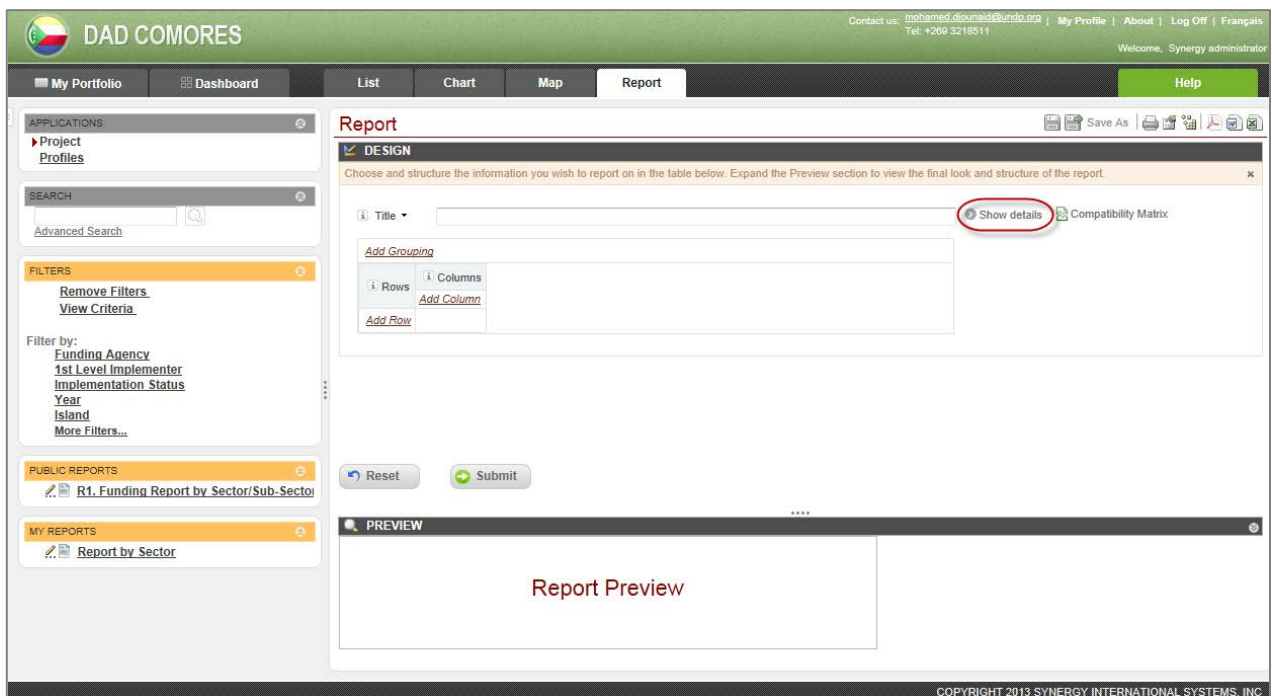 DAD COMORES
Contact us: mohamed.diounaid@undp.org | My Profile | About | Log Off | Français
Tel: +269 3218511
Welcome, Synergy administrator
My Portfolio Dashboard List Chart Map Report Help
APPLICATIONS
Project
Profiles
SEARCH
Advanced Search
FILTERS
Remove Filters
View Criteria
Filter by:
Funding Agency
1st Level Implementer
Implementation Status
Year
Island
More Filters...
PUBLIC REPORTS
R1. Funding Report by Sector/Sub-Sector
MY REPORTS
Report by Sector
Report
Save As
DESIGN
Choose and structure the information you wish to report on in the table below. Expand the Preview section to view the final look and structure of the report.
Title
Show details Compatibility Matrix
Add Grouping
Rows Columns
Add Column
Add Row
Reset Submit
PREVIEW
Report Preview
COPYRIGHT 2013 SYNERGY INTERNATIONAL SYSTEMS, INC